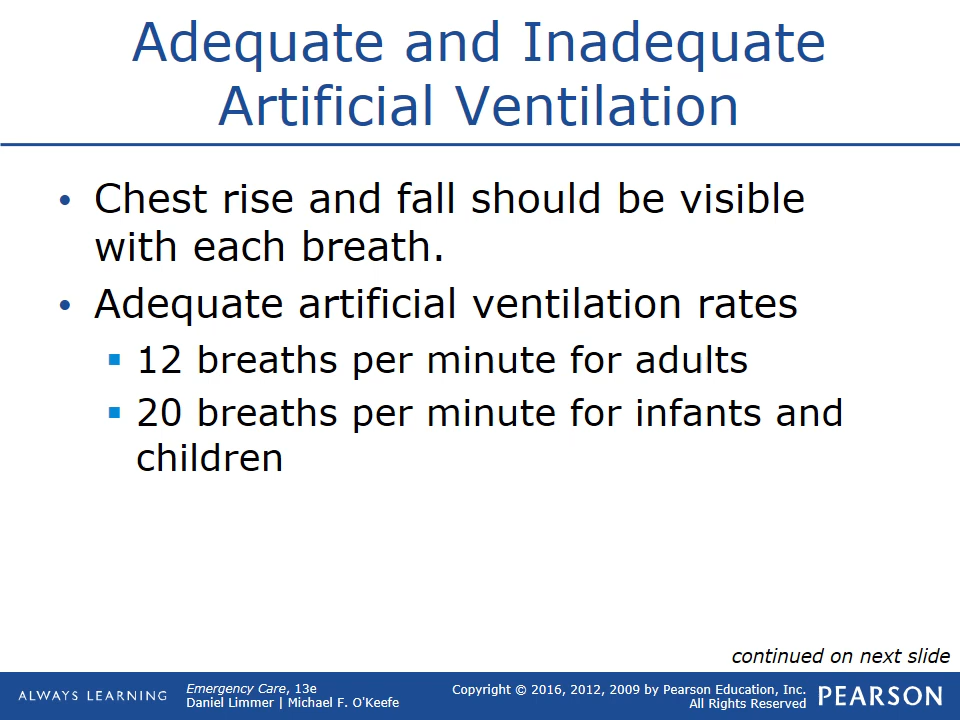 Adequate and Inadequate
Artificial Ventilation
• Chest rise and fall should be visible
with each breath.
• Adequate artificial ventilation rates
▪ 12 breaths per minute for adults
▪ 20 breaths per minute for infants and
children
continued on next slide
ALWAYS LEARNING
Emergency Care, 13e
Daniel Limmer | Michael F. O'Keefe
Copyright © 2016, 2012, 2009 by Pearson Education, Inc.
All Rights Reserved
PEARSON